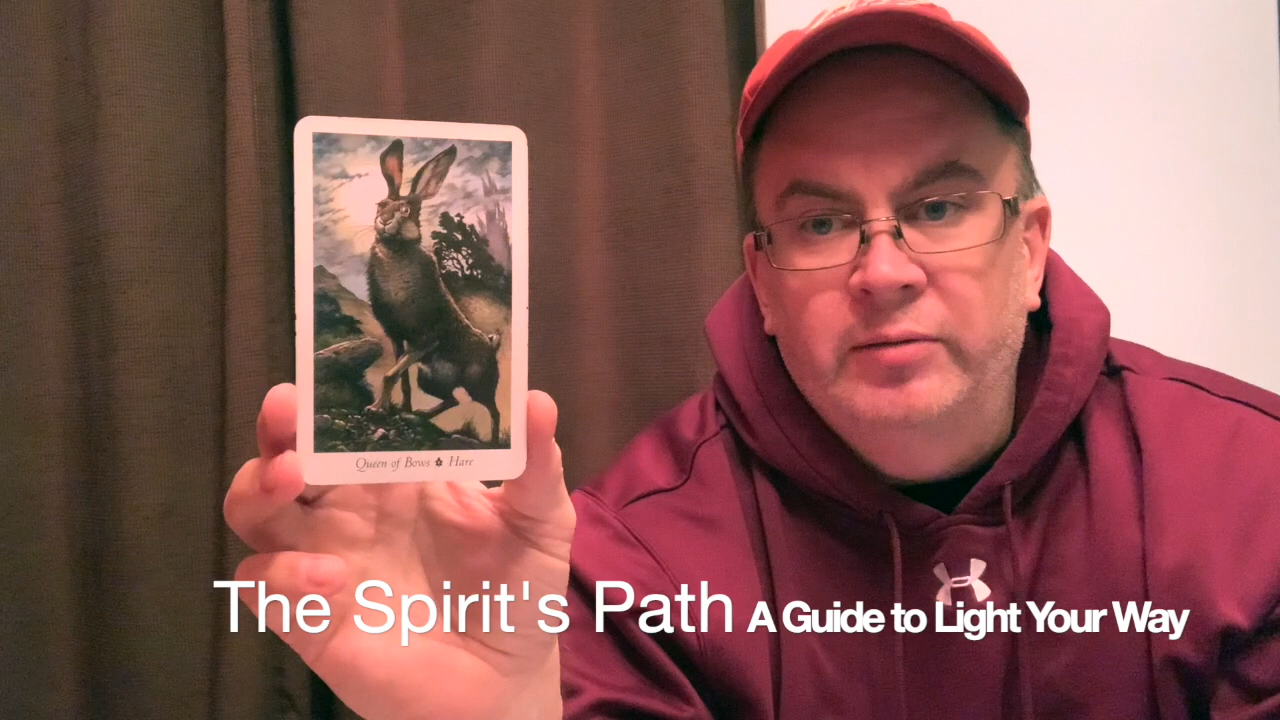 Queen of Bows ✿ Hare
The Spirit's Path A Guide to Light Your Way